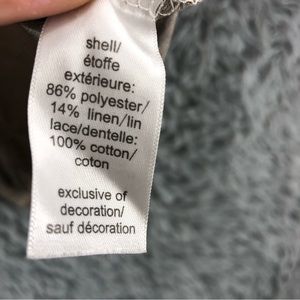 shell/
étoffe
extérieure:
86% polyester/
14% linen/lin
lace/dentelle:
100% cotton/
coton
exclusive of
decoration/
sauf décoration